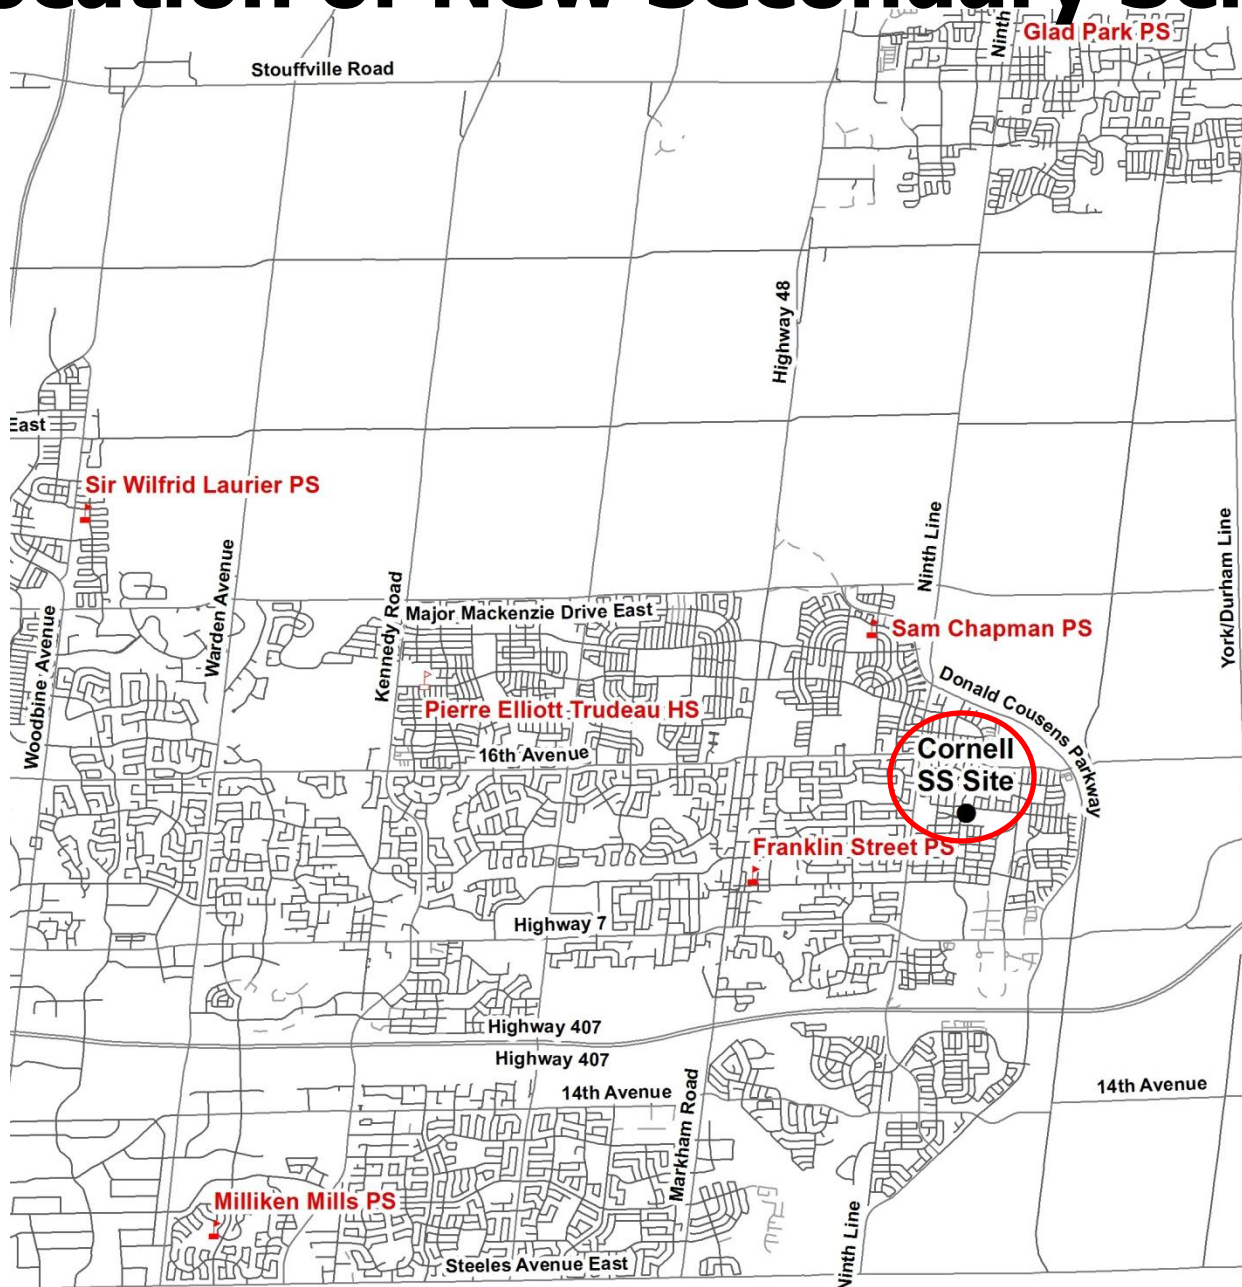 Ninth
Glad Park PS
Stouffville Road
Highway 48
East
Sir Wilfrid Laurier PS
Ninth Line
York/Durham Line
Warden Avenue
Kennedy Road
Major Mackenzie Drive East
Woodbine Avenue
Sam Chapman PS
Donald Cousens Parkway
Pierre Elliott Trudeau HS
16th Avenue
Cornell
SS Site
Franklin Street PS
Highway 7
Highway 407
Highway 407
14th Avenue
14th Avenue
Markham Road
Milliken Mills PS
Ninth Line
Steeles Avenue East